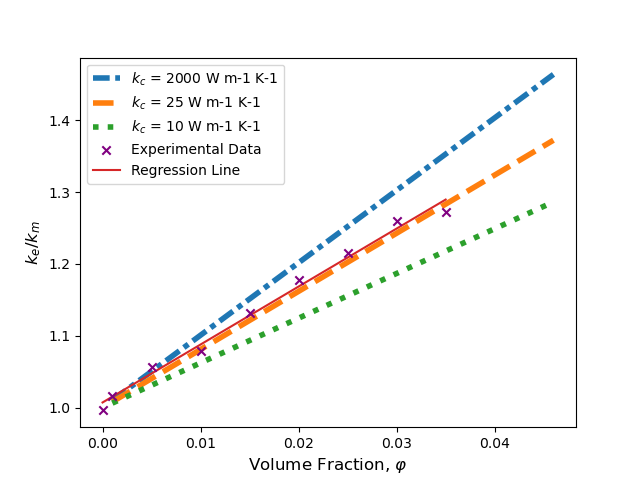 k_c = 2000 W m-1 K-1
k_c = 25 W m-1 K-1
k_c = 10 W m-1 K-1
Experimental Data
Regression Line
k_e/k_m
1.4
1.3
1.2
1.1
1.0
0.00 0.01 0.02 0.03 0.04
Volume Fraction, φ